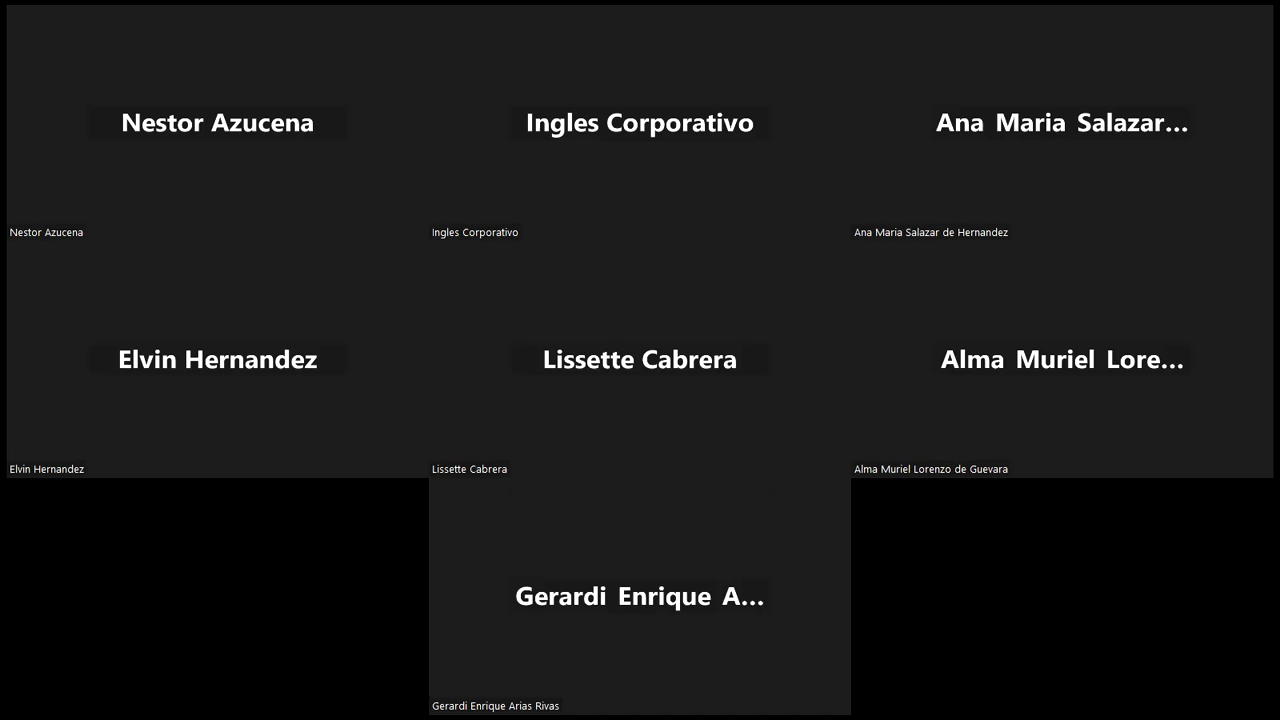 Nestor Azucena
Ingles Corporativo
Ana Maria Salazar...
Nestor Azucena
Ingles Corporativo
Ana Maria Salazar de Hernandez
Elvin Hernandez
Lissette Cabrera
Alma Muriel Lore...
Elvin Hernandez
Lissette Cabrera
Alma Muriel Lorenzo de Guevara
Gerardi Enrique A...
Gerardi Enrique Arias Rivas